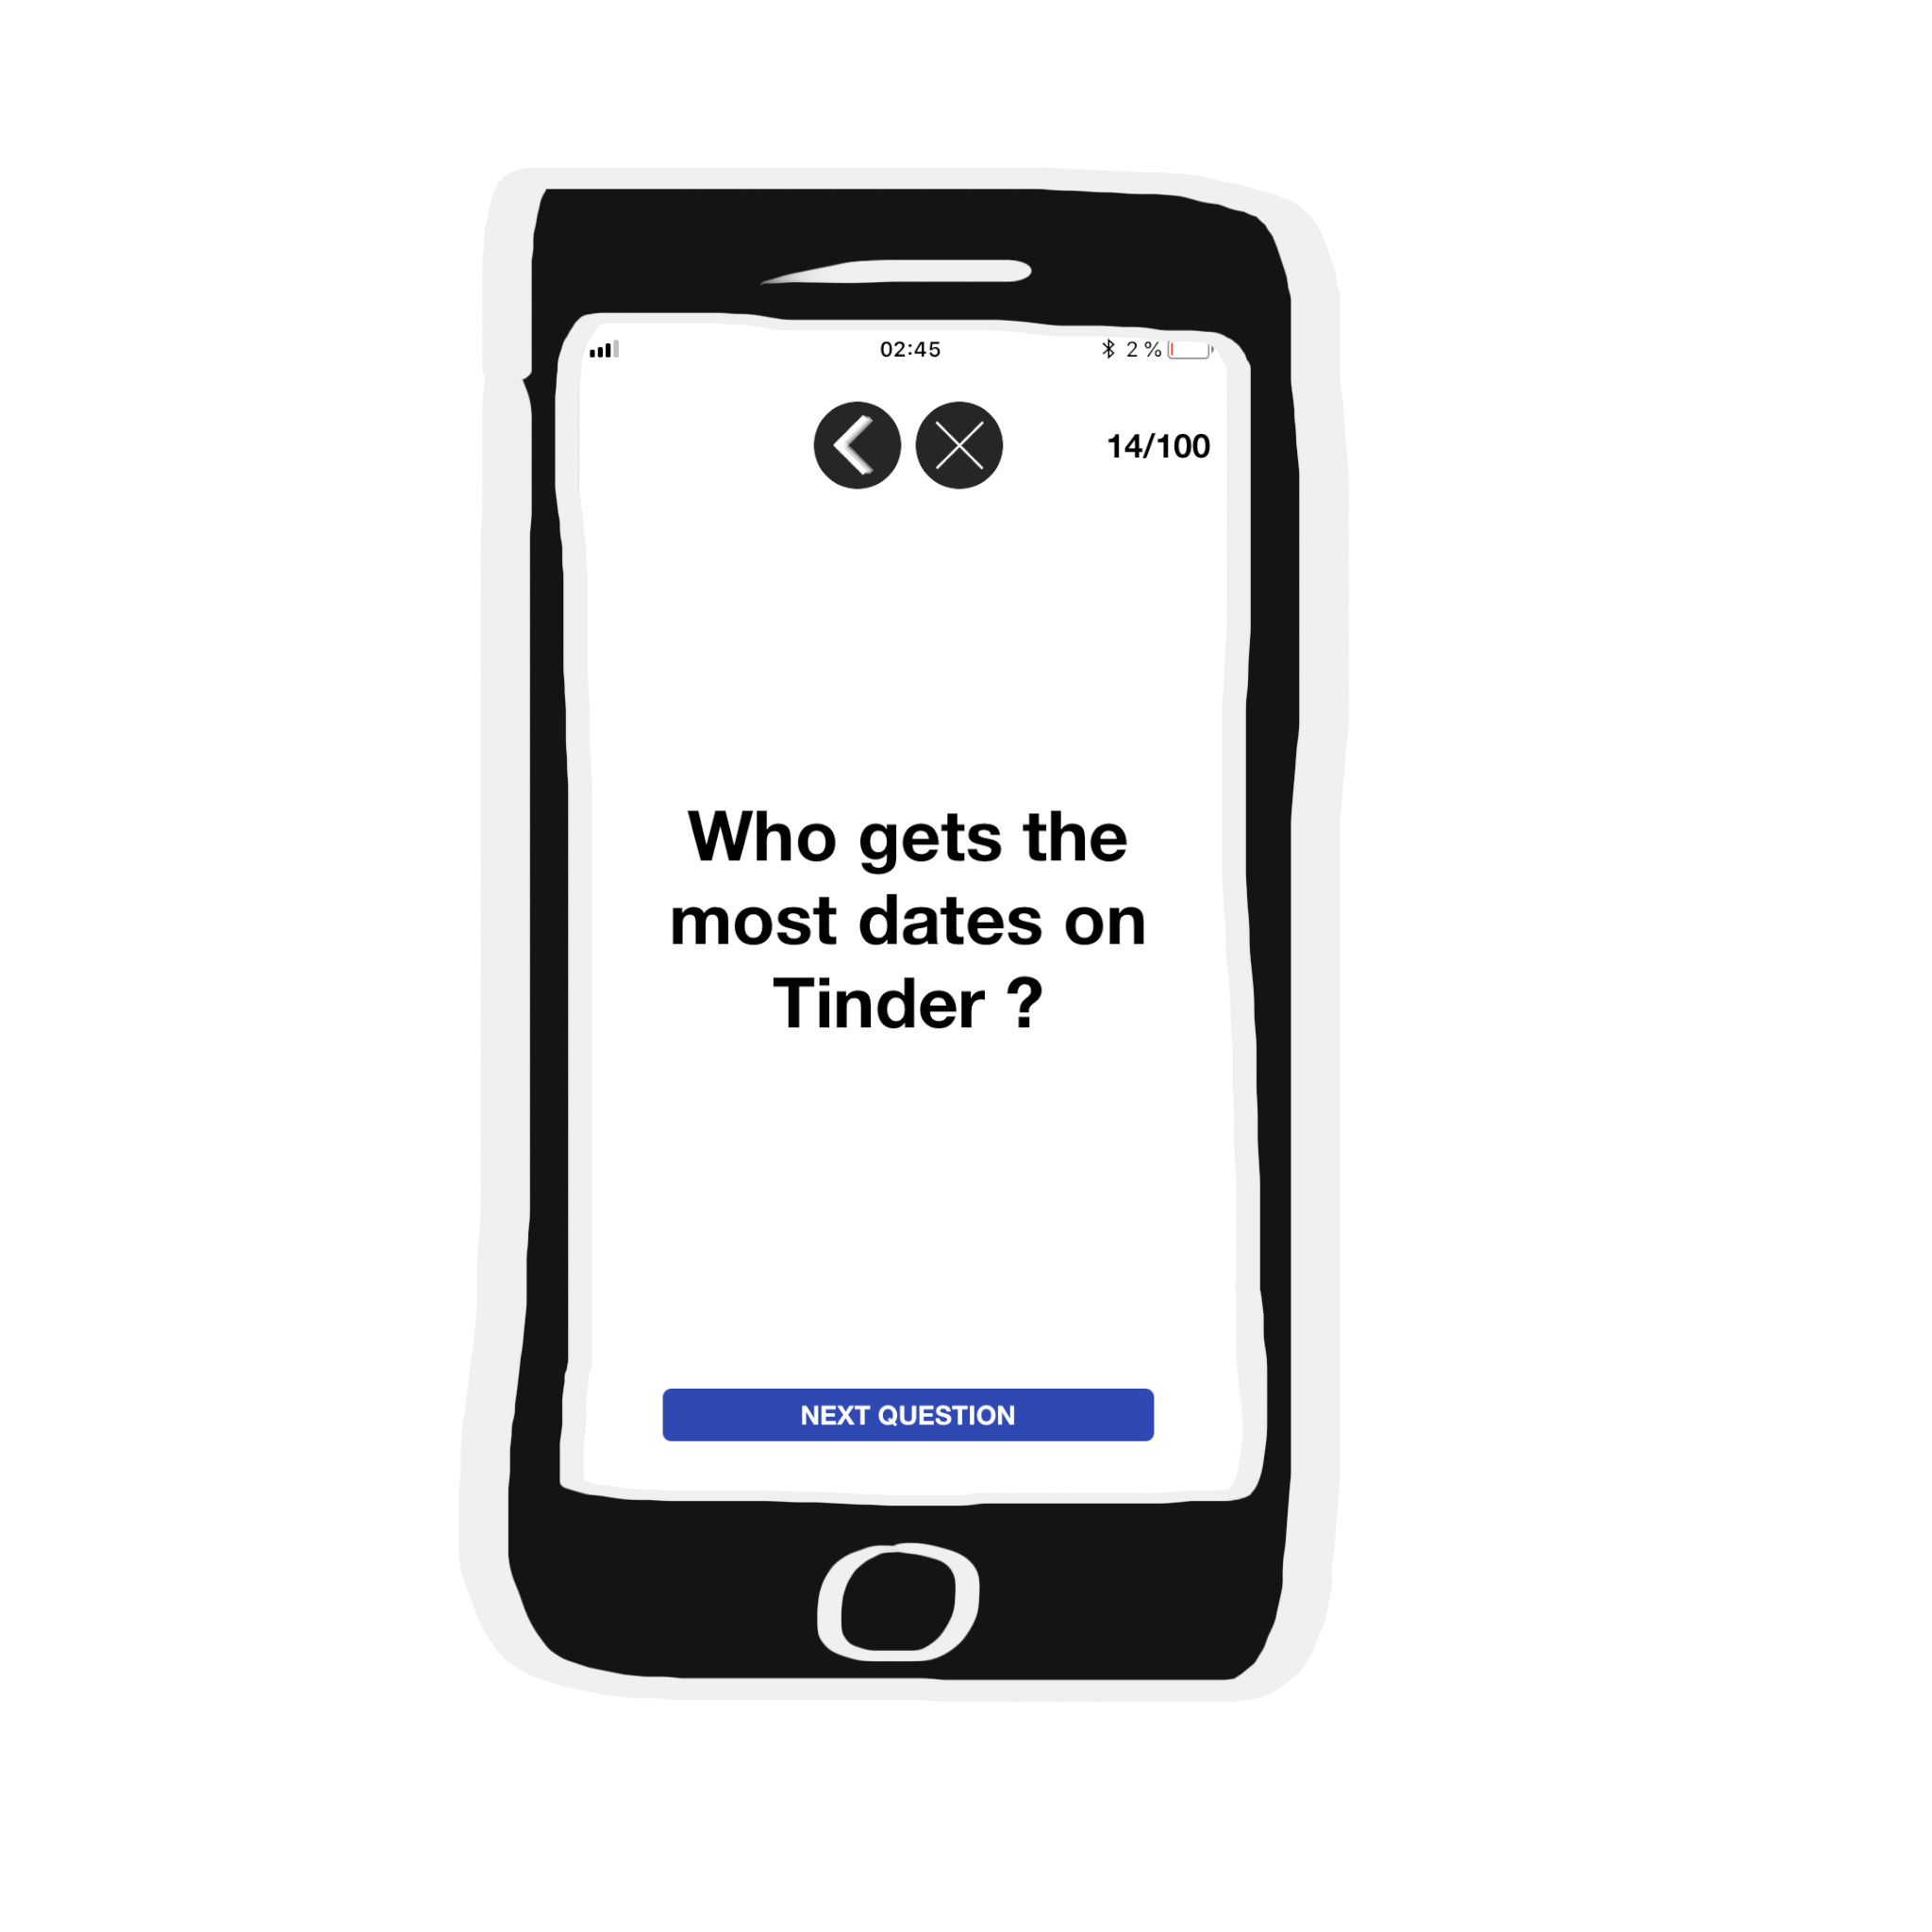 02:45
2 %
14/100
Who gets the
most dates on
Tinder ?
NEXT QUESTION